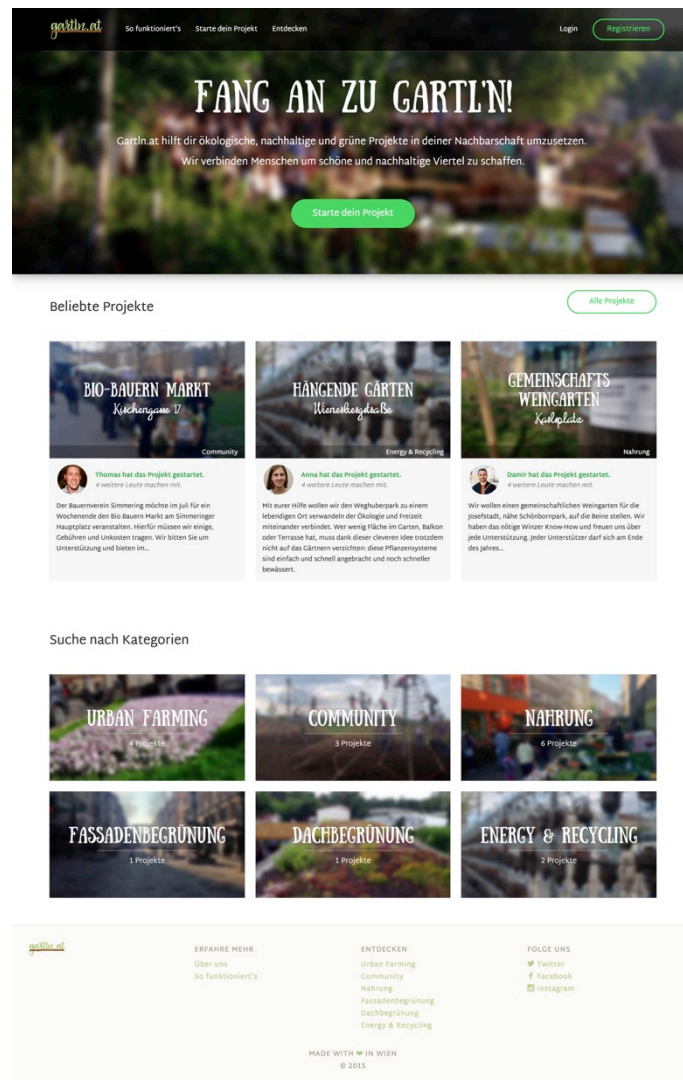 gartln.at
So funktioniert's Starte dein Projekt Entdecken
Login Registrieren
FANG AN ZU GARTL'N!
Gartln.at hilft dir ökologische, nachhaltige und grüne Projekte in deiner Nachbarschaft umzusetzen.
Wir verbinden Menschen um schöne und nachhaltige Viertel zu schaffen.
Starte dein Projekt
Beliebte Projekte
Alle Projekte
BIO-BAUERN MARKT
Kirchengasse 17
Community
Thomas hat das Projekt gestartet.
4 weitere Leute machen mit.
Der Bauernverein Simmering möchte im Juli für ein
Wochenende den Bio Bauern Markt am Simmeringer
Hauptplatz veranstalten. Hierfür müssen wir einige,
Gebühren und Unkosten tragen. Wir bitten Sie um
Unterstützung und bieten im...
HÄNGENDE GÄRTEN
Wienerbergstraße
Energy & Recycling
Anna hat das Projekt gestartet.
4 weitere Leute machen mit.
Mit eurer Hilfe wollen wir den Weghuberpark zu einem
lebendigen Ort verwandeln der Ökologie und Freizeit
miteinander verbindet. Wer wenig Fläche im Garten, Balkon
oder Terrasse hat, muss dank dieser cleveren Idee trotzdem
nicht auf das Gärtnern verzichten: diese Pflanzensysteme
sind einfach und schnell angebracht und noch schneller
bewässert.
GEMEINSCHAFTS
WEINGARTEN
Karlsplatz
Nahrung
Damir hat das Projekt gestartet.
4 weitere Leute machen mit.
Wir wollen einen gemeinschaftlichen Weingarten für die
Josefstadt, nähe Schönbornpark, auf die Beine stellen. Wir
haben das nötige Winzer Know-How und freuen uns über
jede Unterstützung. Jeder Unterstützer darf sich am Ende
des Jahres...
Suche nach Kategorien
URBAN FARMING
4 Projekte
COMMUNITY
3 Projekte
NAHRUNG
6 Projekte
FASSADENBEGRÜNUNG
1 Projekte
DACHBEGRÜNUNG
1 Projekte
ENERGY & RECYCLING
2 Projekte
gartln.at
ERFAHRE MEHR
Über uns
So funktioniert's
ENTDECKEN
Urban Farming
Community
Nahrung
Fassadenbegrünung
Dachbegrünung
Energy & Recycling
FOLGE UNS
Twitter
Facebook
Instagram
MADE WITH ❤ IN WIEN
© 2015